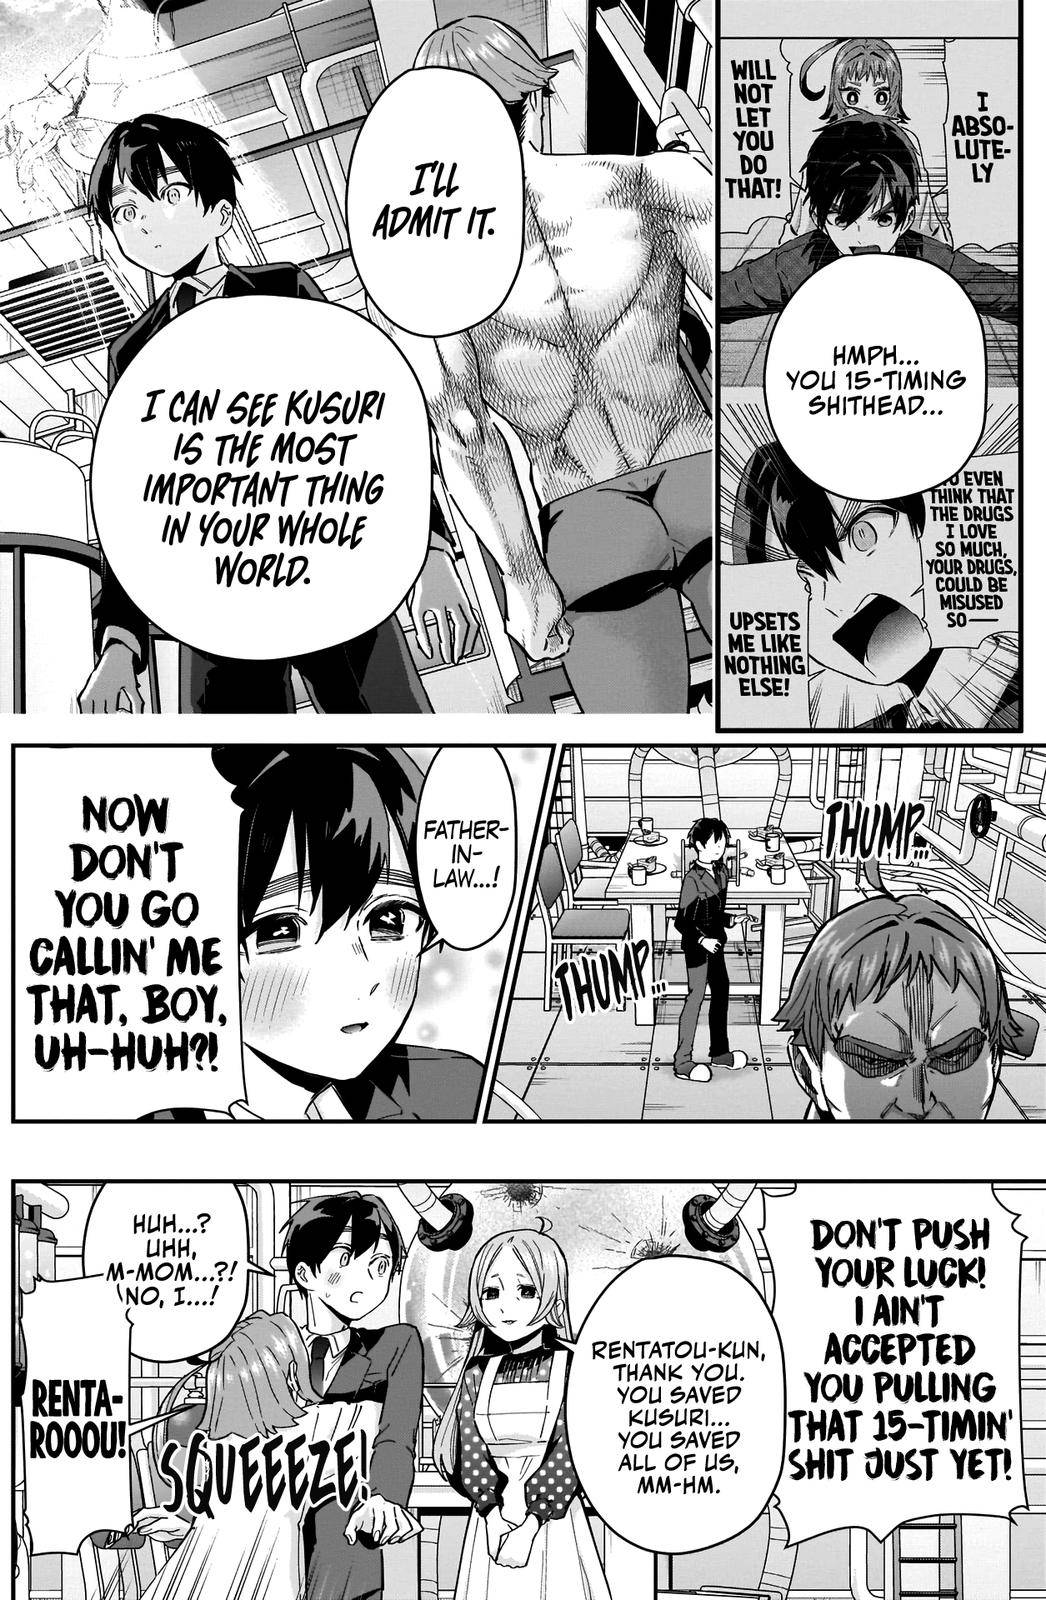 I
ABSO-
LUTE-
LY
WILL
NOT
LET
YOU
DO
THAT!
HMPH...
YOU 15-TIMING
SHITHEAD...
EVEN
THINK THAT
THE DRUGS
I LOVE
SO MUCH,
YOUR DRUGS,
COULD BE
MISUSED
SO——
UPSETS
ME LIKE
NOTHING
ELSE!
I'LL
ADMIT IT.
I CAN SEE KUSURI
IS THE MOST
IMPORTANT THING
IN YOUR WHOLE
WORLD.
THUMP...
THUMP...
FATHER-
IN-
LAW...!
NOW
DON'T
YOU GO
CALLIN' ME
THAT, BOY,
UH-HUH?!
DON'T PUSH
YOUR LUCK!
I AIN'T
ACCEPTED
YOU PULLING
THAT 15-TIMIN'
SHIT JUST YET!
RENTATOU-KUN,
THANK YOU.
YOU SAVED
KUSURI...
YOU SAVED
ALL OF US,
MM-HM.
HUH...?
UHH,
M-MOM...?!
NO, I...!
RENTA-
ROOOU!
SQUEEEZE!